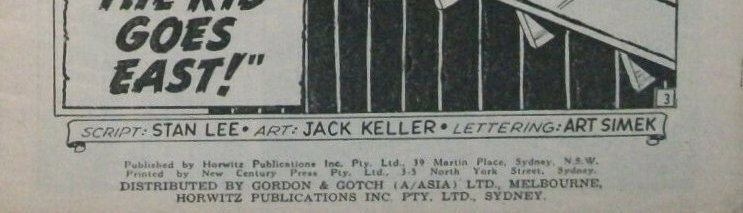 THE KID
GOES
EAST!"
3
SCRIPT: STAN LEE • ART: JACK KELLER • LETTERING: ART SIMEK
Published by Horwitz Publications Inc. Pty. Ltd., 39 Martin Place, Sydney, N.S.W.
Printed by New Century Press Pty. Ltd., 3-5 North York Street, Sydney.
DISTRIBUTED BY GORDON & GOTCH (A/ASIA) LTD., MELBOURNE,
HORWITZ PUBLICATIONS INC. PTY. LTD., SYDNEY.